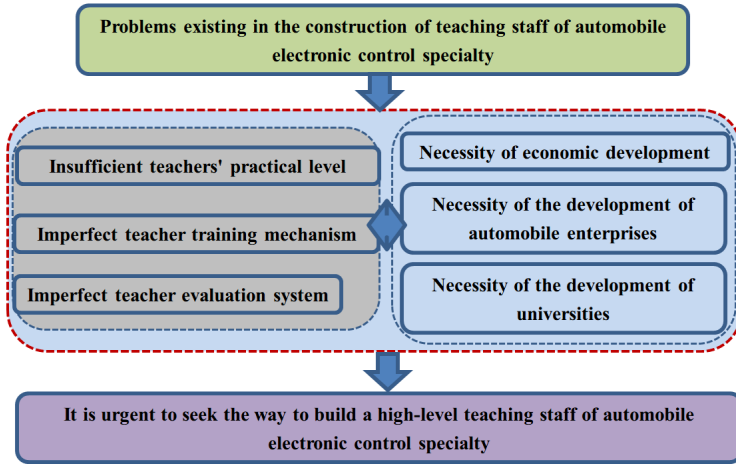 Problems existing in the construction of teaching staff of automobile
electronic control specialty
Insufficient teachers' practical level
Imperfect teacher training mechanism
Imperfect teacher evaluation system
Necessity of economic development
Necessity of the development of
automobile enterprises
Necessity of the development of
universities
It is urgent to seek the way to build a high-level teaching staff of automobile
electronic control specialty